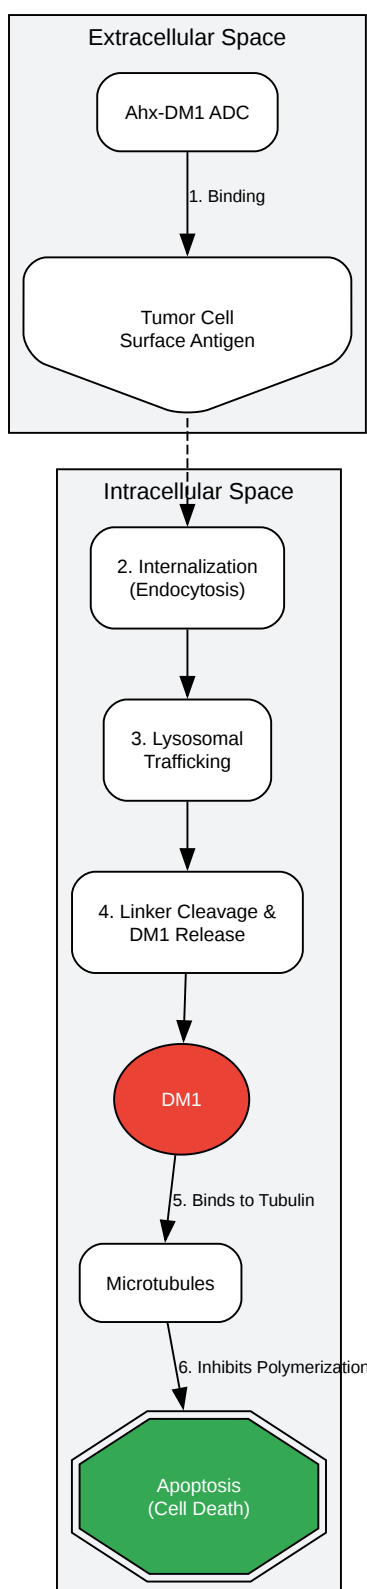 Extracellular Space
Ahx-DM1 ADC
1. Binding
Tumor Cell
Surface Antigen
Intracellular Space
2. Internalization
(Endocytosis)
3. Lysosomal
Trafficking
4. Linker Cleavage &
DM1 Release
DM1
5. Binds to Tubulin
Microtubules
6. Inhibits Polymerization
Apoptosis
(Cell Death)